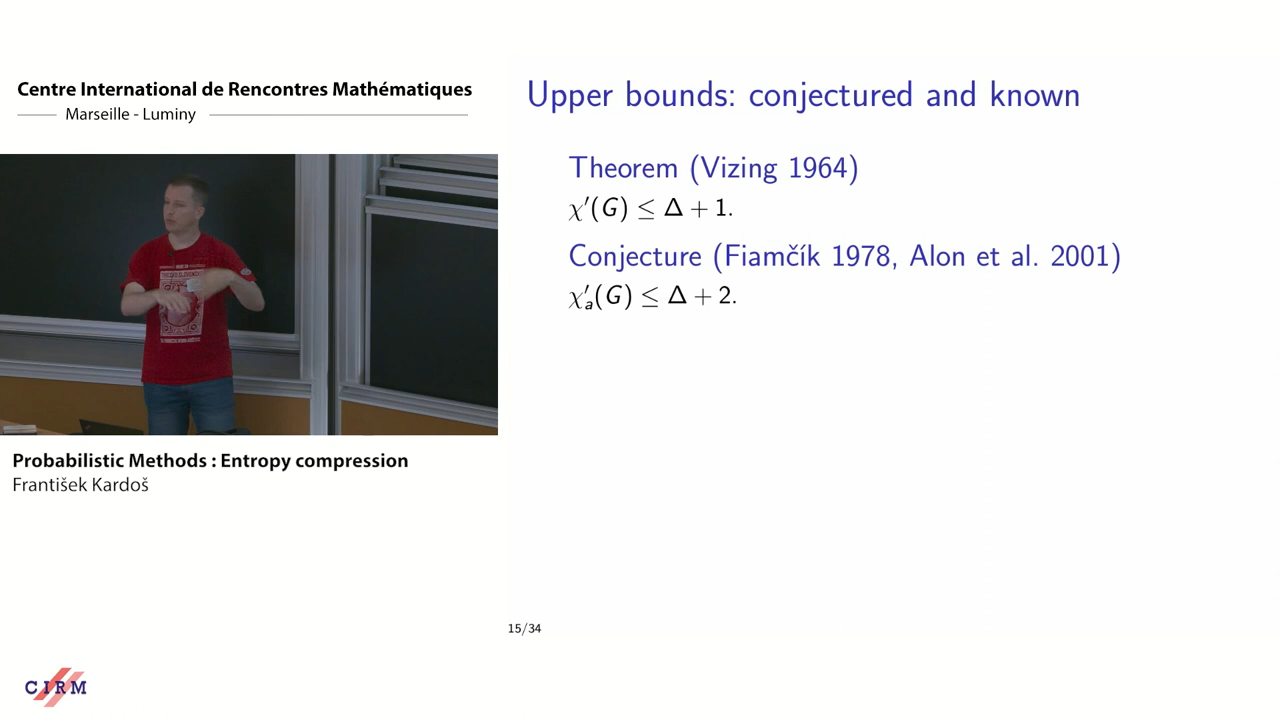 Centre International de Rencontres Mathématiques
Marseille - Luminy
Probabilistic Methods : Entropy compression
František Kardoš
Upper bounds: conjectured and known
Theorem (Vizing 1964)
χ′(G) ≤ Δ + 1.
Conjecture (Fiamčík 1978, Alon et al. 2001)
χ′ₐ(G) ≤ Δ + 2.
15/34
CIRM